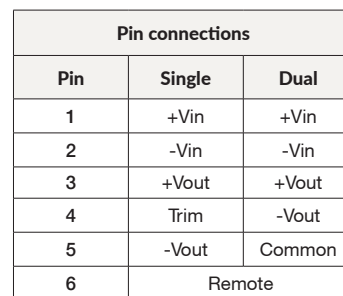 Pin connections
Pin Single Dual
1 +Vin +Vin
2 -Vin -Vin
3 +Vout +Vout
4 Trim -Vout
5 -Vout Common
6 Remote